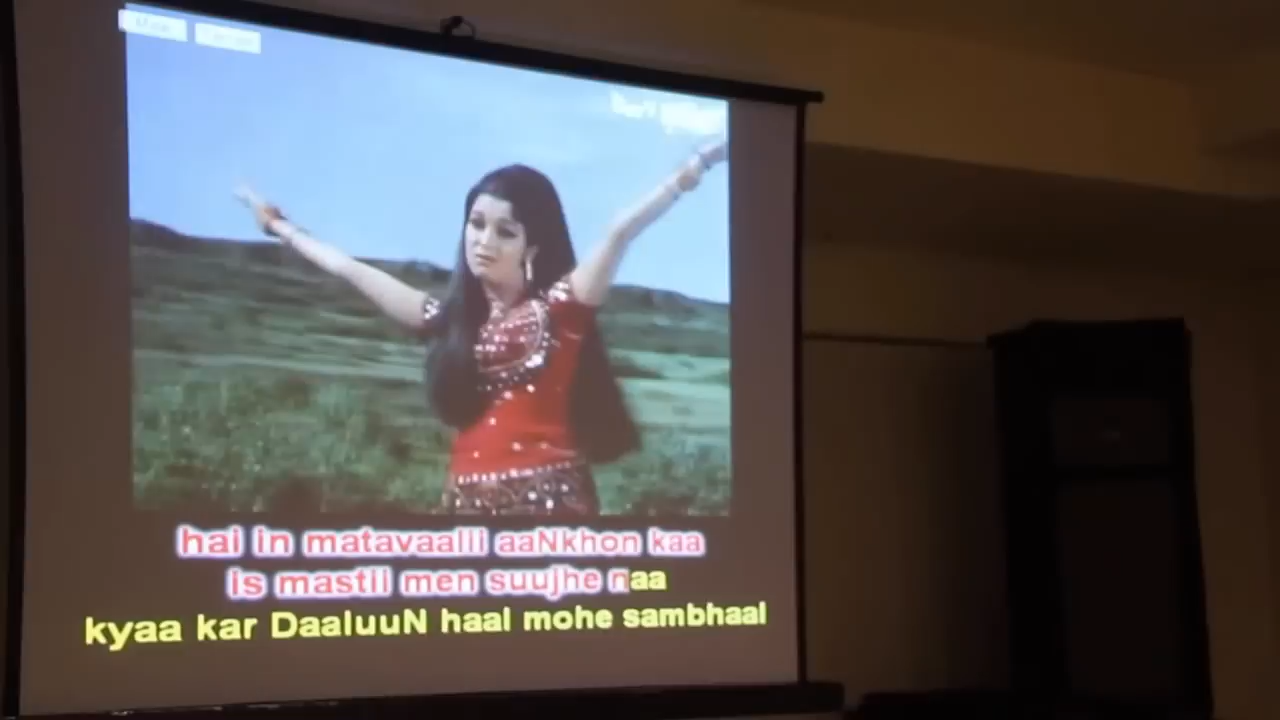 hai in matavaalii aaNkhon kaa
is mastii men suujhe naa
kyaa kar DaaluuN haal mohe sambhaal